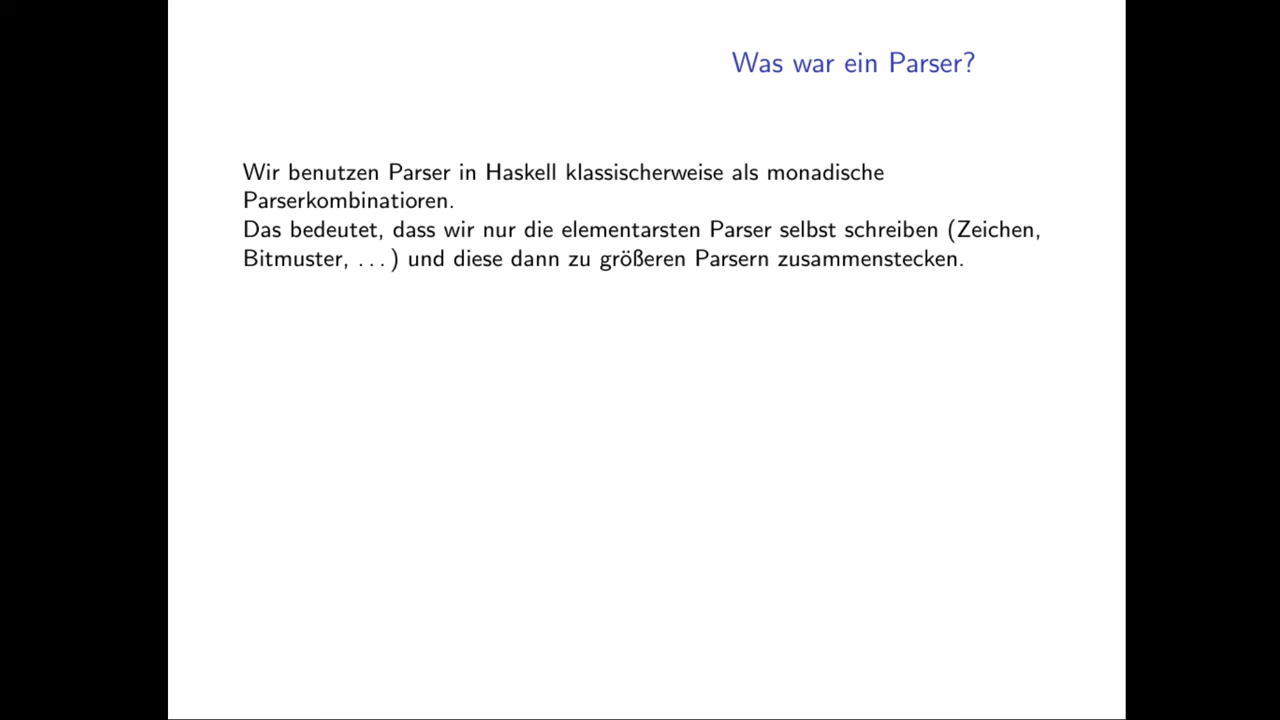 Was war ein Parser?
Wir benutzen Parser in Haskell klassischerweise als monadische
Parserkombinatioren.
Das bedeutet, dass wir nur die elementarsten Parser selbst schreiben (Zeichen,
Bitmuster, ...) und diese dann zu größeren Parsern zusammenstecken.